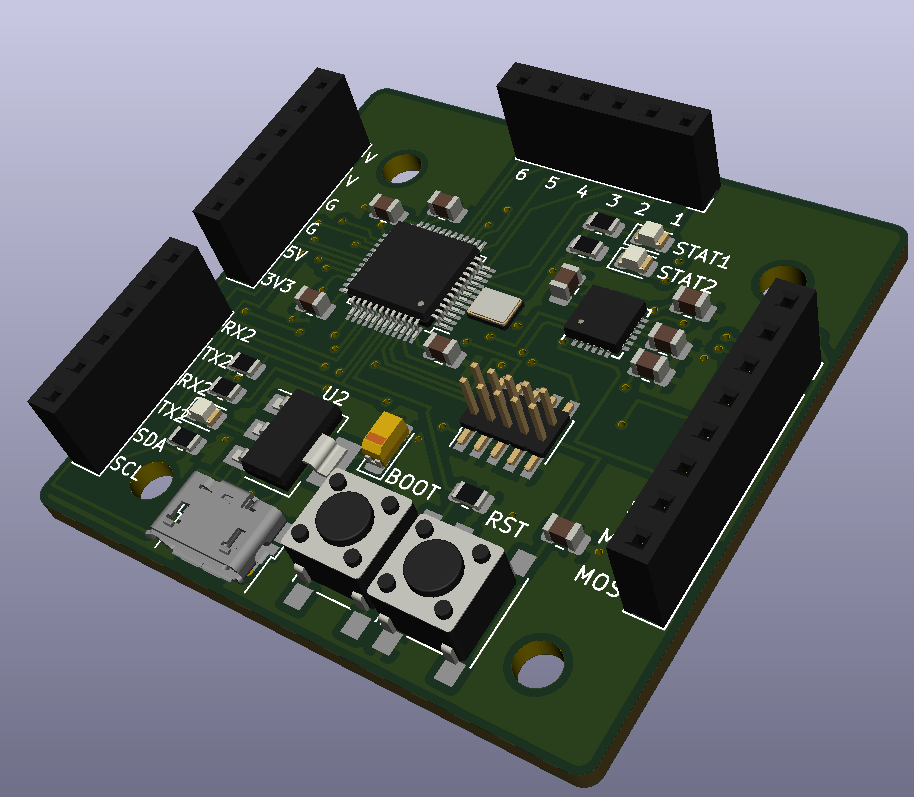 6 5 4 3 2 1
STAT1
STAT2
V
V
G
G
5V
3V3
RX2
TX2
RX2
TX2
SDA
SCL
U2
BOOT
RST